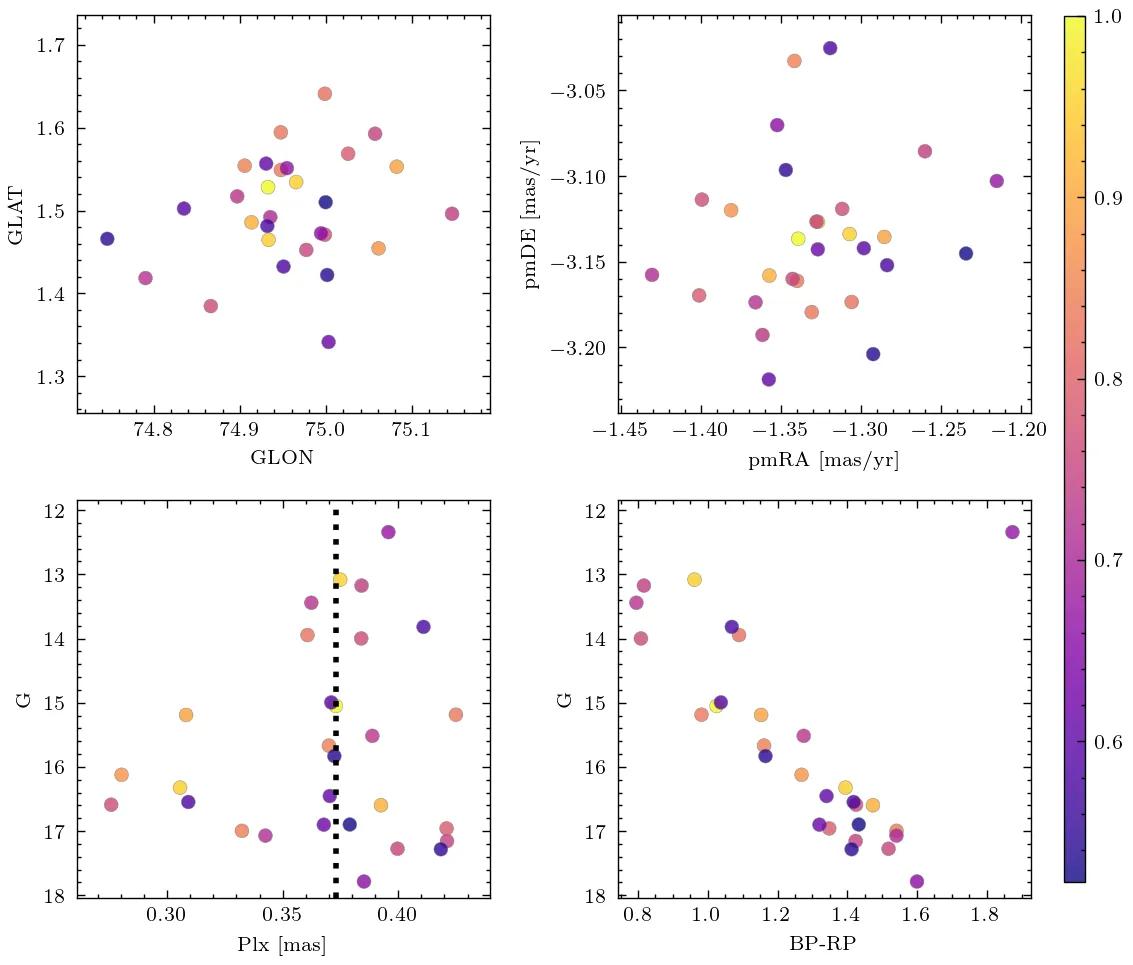 1.7
1.6
1.5
1.4
1.3
GLAT
74.8 74.9 75.0 75.1
GLON
−3.05
−3.10
−3.15
−3.20
pmDE [mas/yr]
−1.45 −1.40 −1.35 −1.30 −1.25 −1.20
pmRA [mas/yr]
1.0
0.9
0.8
0.7
0.6
12
13
14
15
16
17
18
G
0.30 0.35 0.40
Plx [mas]
12
13
14
15
16
17
18
G
0.8 1.0 1.2 1.4 1.6 1.8
BP-RP